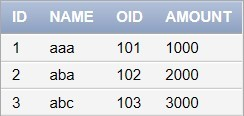 ID NAME OID AMOUNT
1 aaa 101 1000
2 aba 102 2000
3 abc 103 3000